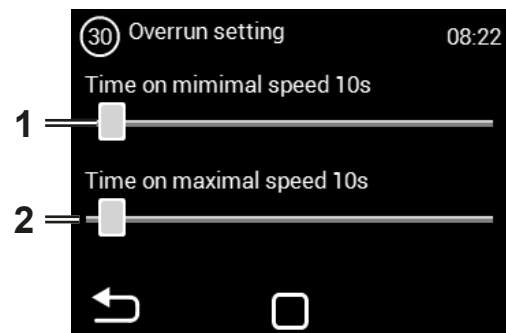 30 Overrun setting 08:22
Time on mimimal speed 10s
1
Time on maximal speed 10s
2